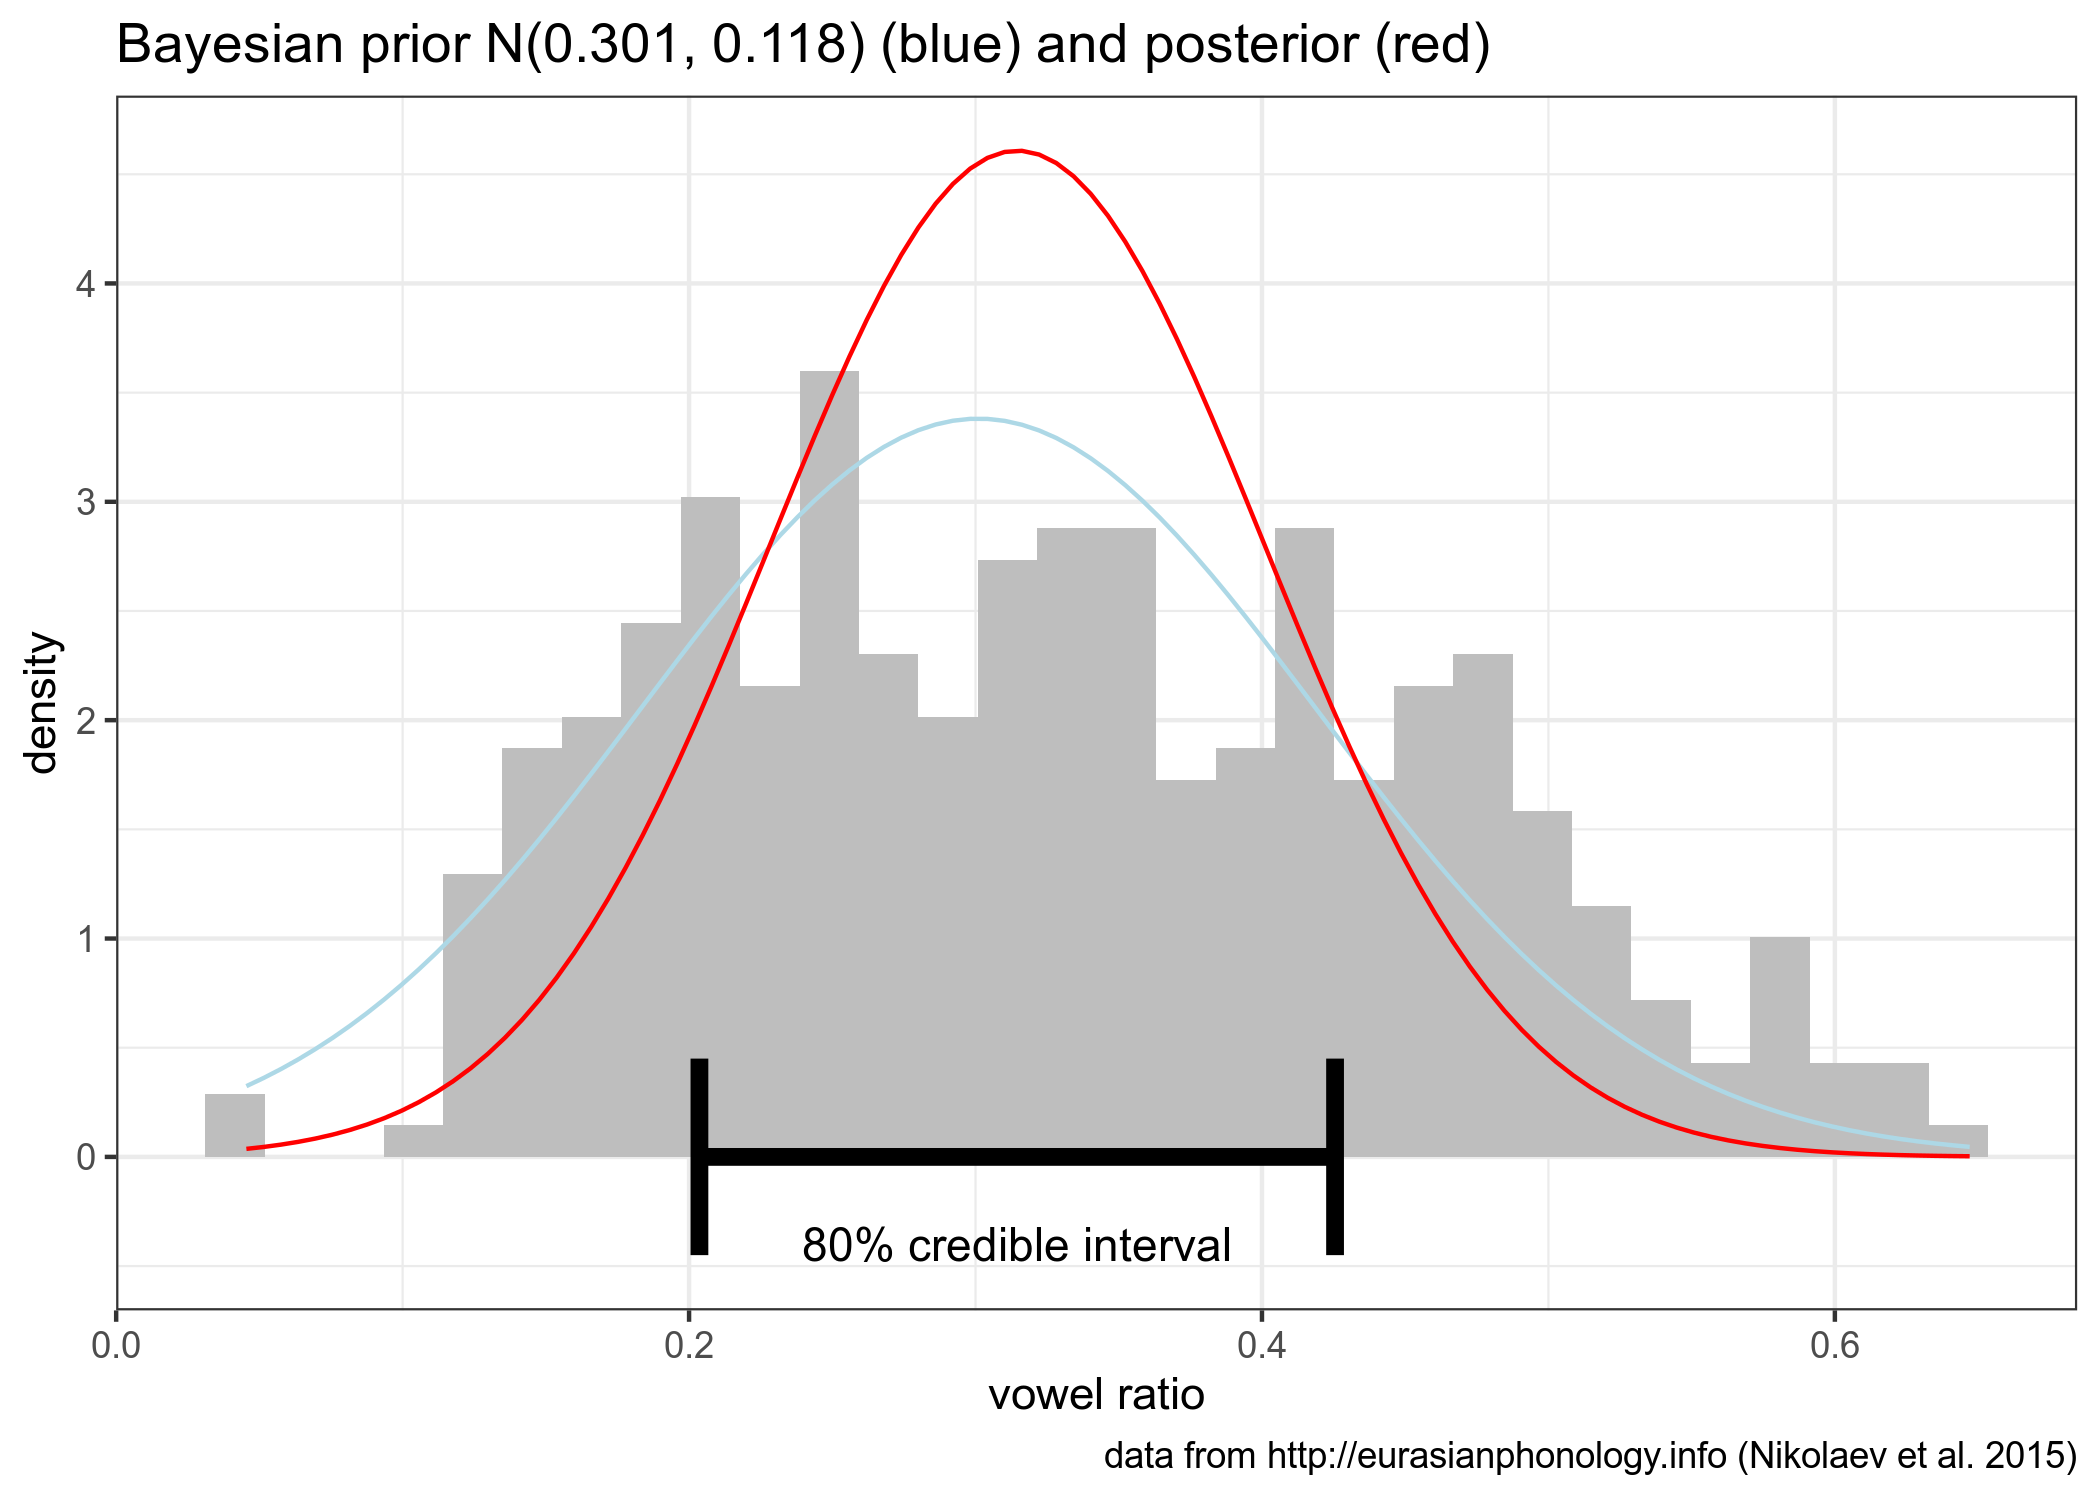 Bayesian prior N(0.301, 0.118) (blue) and posterior (red)
density
4
3
2
1
0
80% credible interval
0.0 0.2 0.4 0.6
vowel ratio
data from http://eurasianphonology.info (Nikolaev et al. 2015)